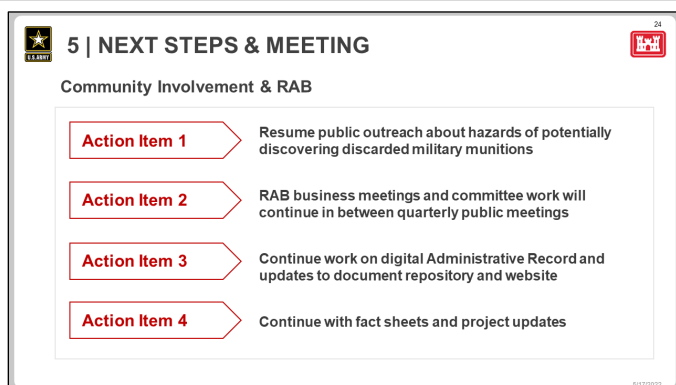 24
U.S.ARMY
5 | NEXT STEPS & MEETING
Community Involvement & RAB
Action Item 1
Resume public outreach about hazards of potentially
discovering discarded military munitions
Action Item 2
RAB business meetings and committee work will
continue in between quarterly public meetings
Action Item 3
Continue work on digital Administrative Record and
updates to document repository and website
Action Item 4
Continue with fact sheets and project updates